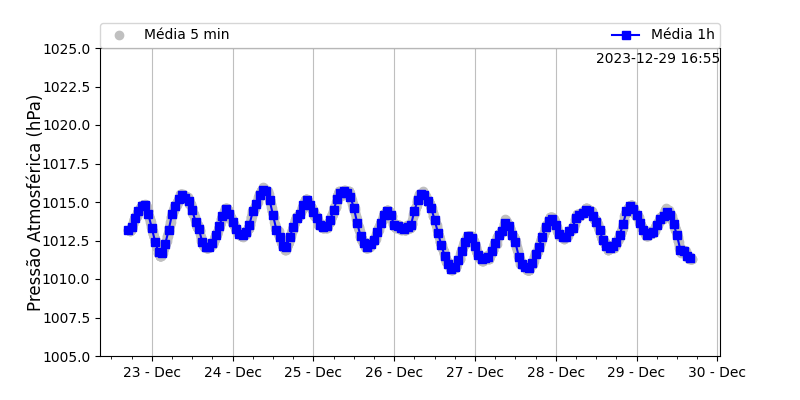 Média 5 min
Média 1h
2023-12-29 16:55
Pressão Atmosférica (hPa)
1025.0
1022.5
1020.0
1017.5
1015.0
1012.5
1010.0
1007.5
1005.0
23 - Dec
24 - Dec
25 - Dec
26 - Dec
27 - Dec
28 - Dec
29 - Dec
30 - Dec